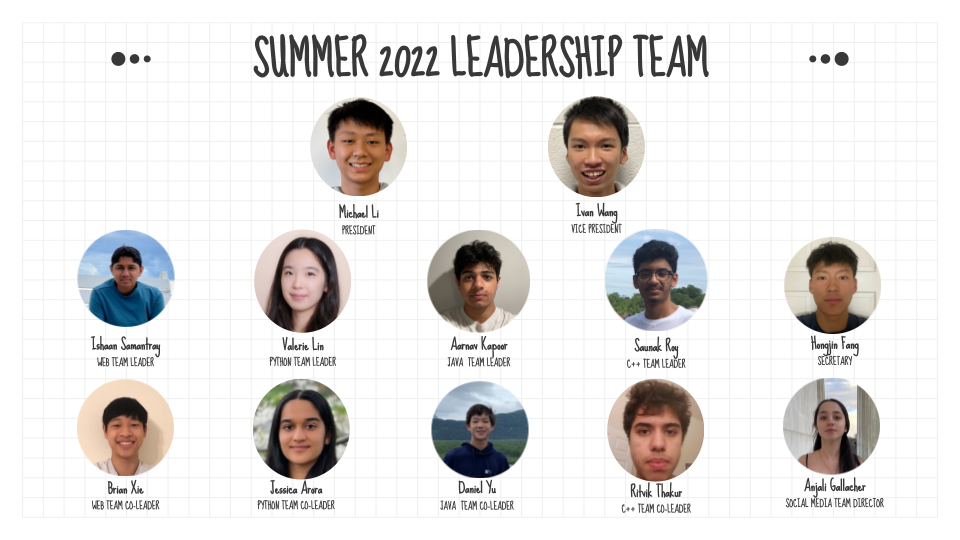 SUMMER 2022 LEADERSHIP TEAM
Michael Li
PRESIDENT
Ivan Wang
VICE PRESIDENT
Ishaan Samantray
WEB TEAM LEADER
Valerie Lin
PYTHON TEAM LEADER
Aarnav Kapoor
JAVA TEAM LEADER
Saunak Roy
C++ TEAM LEADER
Hongjin Fang
SECRETARY
Brian Xie
WEB TEAM CO-LEADER
Jessica Arora
PYTHON TEAM CO-LEADER
Daniel Yu
JAVA TEAM CO-LEADER
Ritvik Thakur
C++ TEAM CO-LEADER
Anjali Gallacher
SOCIAL MEDIA TEAM DIRECTOR